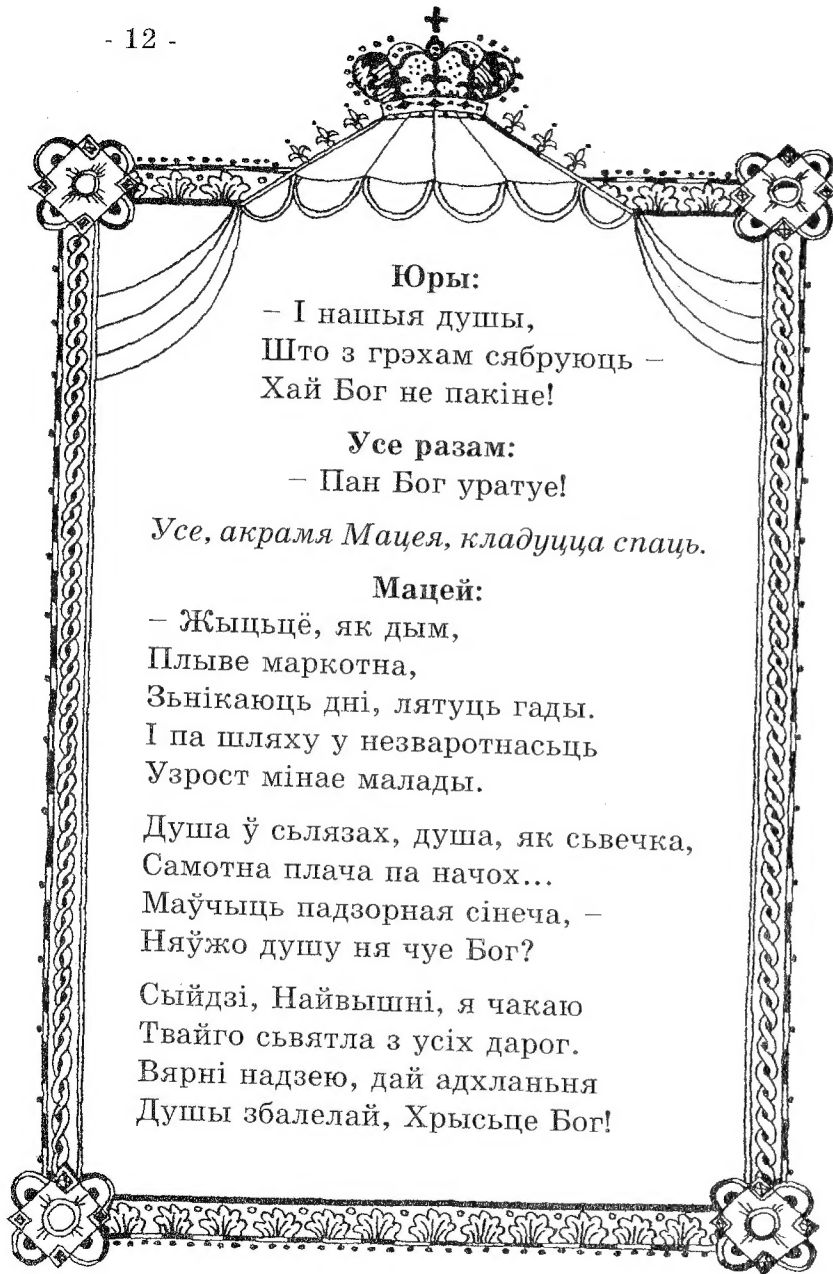 - 12 -
Юры:
– І нашыя душы,
Што з грэхам сябруюць –
Хай Бог не пакіне!
Усе разам:
– Пан Бог уратуе!
Усе, акрамя Мацея, кладуцца спаць.
Мацей:
– Жыцьцё, як дым,
Плыве маркотна,
Зьнікаюць дні, лятуць гады.
І па шляху у незваротнасьць
Узрост мінае малады.
Душа ў сьлязах, душа, як сьвечка,
Самотна плача па начох...
Маўчыць падзорная сінеча, –
Няўжо душу ня чуе Бог?
Сыйдзі, Найвышні, я чакаю
Твайго сьвятла з усіх дарог.
Вярні надзею, дай адхланьня
Душы збалелай, Хрысьце Бог!